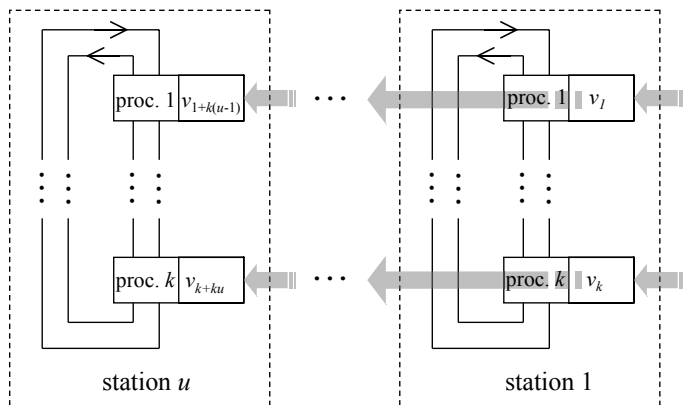 proc. 1 v1+k(u-1) ... proc. 1 v1
proc. k vk+ku ... proc. k vk
station u station 1